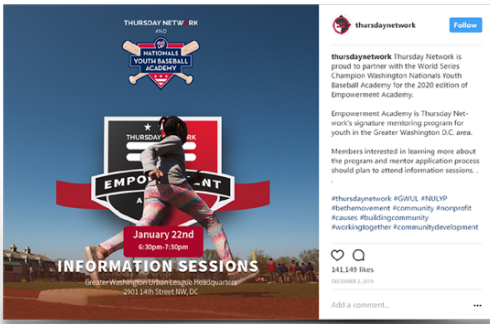 THURSDAY NETWORK
AND
NATIONALS
YOUTH BASEBALL
ACADEMY
THURSDAY
EMPO
ENT
A
January 22nd
6:30pm-7:30pm
INFORMATION SESSIONS
Greater Washington Urban League Headquarters
2901 14th Street NW, DC
thursdaynetwork
Follow
thursdaynetwork Thursday Network is
proud to partner with the World Series
Champion Washington Nationals Youth
Baseball Academy for the 2020 edition of
Empowerment Academy.
Empowerment Academy is Thursday Net-
work's signature mentoring program for
youth in the Greater Washington D.C. area.
Members interested in learning more about
the program and mentor application process
should plan to attend information sessions. .
.
#thursdaynetwork #GWUL #NULYP
#bethemovement #community #nonprofit
#causes #buildingcommunity
#workingtogether #communitydevelopment
141,149 likes
DECEMBER 2, 2019
Add a comment...